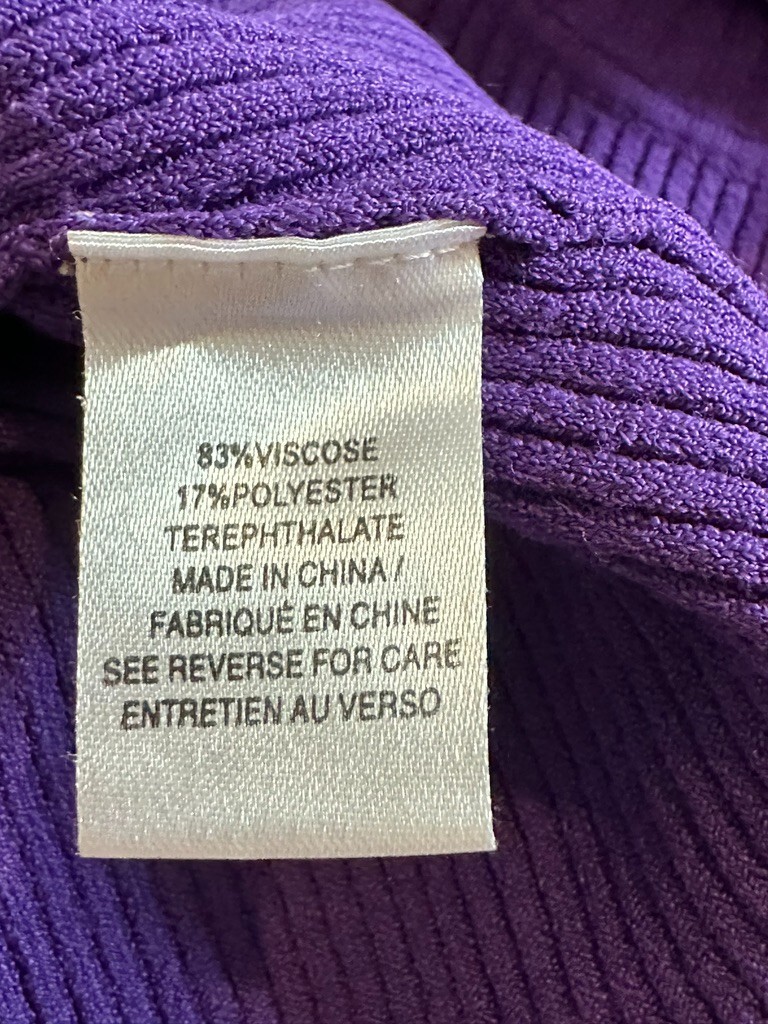 83%VISCOSE
17%POLYESTER
TEREPHTHALATE
MADE IN CHINA /
FABRIQUÉ EN CHINE
SEE REVERSE FOR CARE
ENTRETIEN AU VERSO